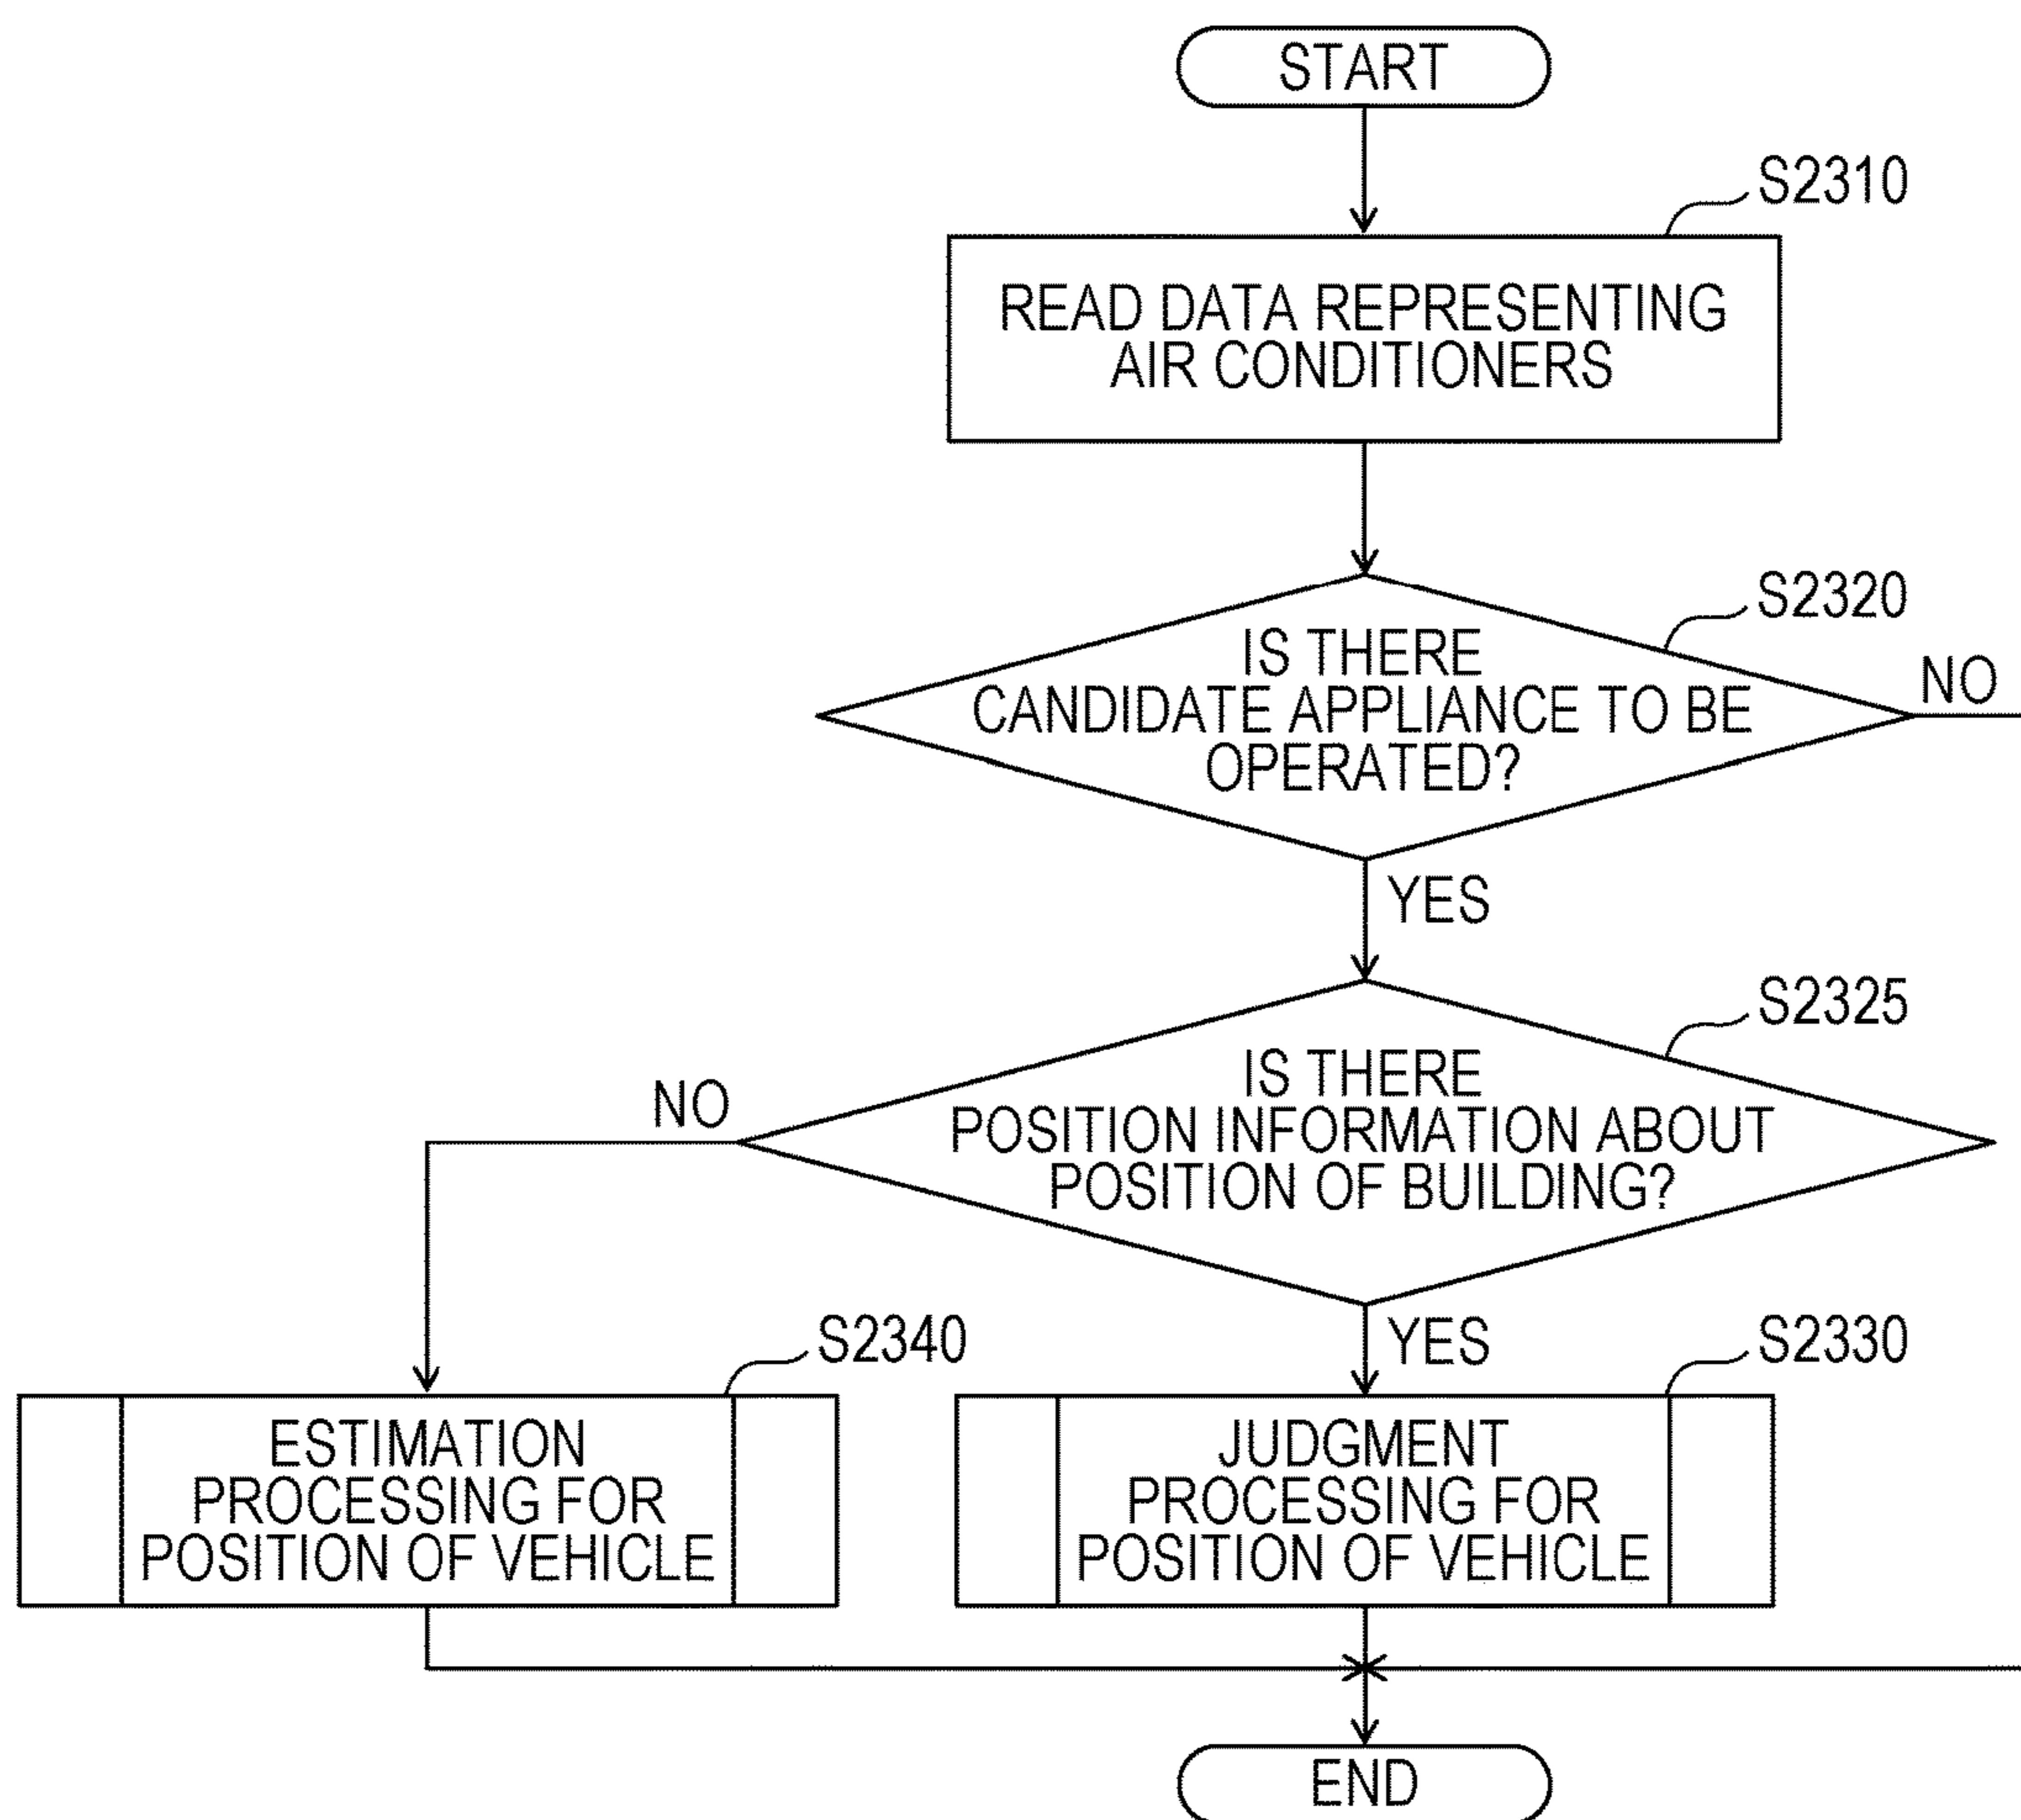 START
S2310
READ DATA REPRESENTING
AIR CONDITIONERS
S2320
IS THERE
CANDIDATE APPLIANCE TO BE
OPERATED?
NO
YES
S2325
IS THERE
POSITION INFORMATION ABOUT
POSITION OF BUILDING?
NO
YES
S2340
ESTIMATION
PROCESSING FOR
POSITION OF VEHICLE
S2330
JUDGMENT
PROCESSING FOR
POSITION OF VEHICLE
END